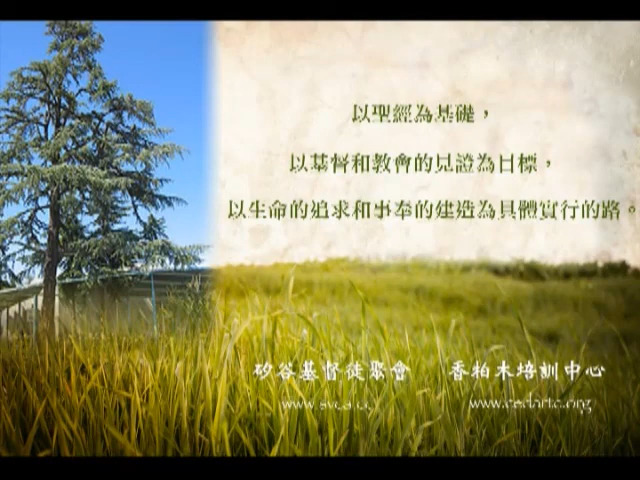 以聖經為基礎，
以基督和教會的見證為目標，
以生命的追求和事奉的建造為具體實行的路。
矽谷基督徒聚會 香柏木培訓中心
www.cedartc.org